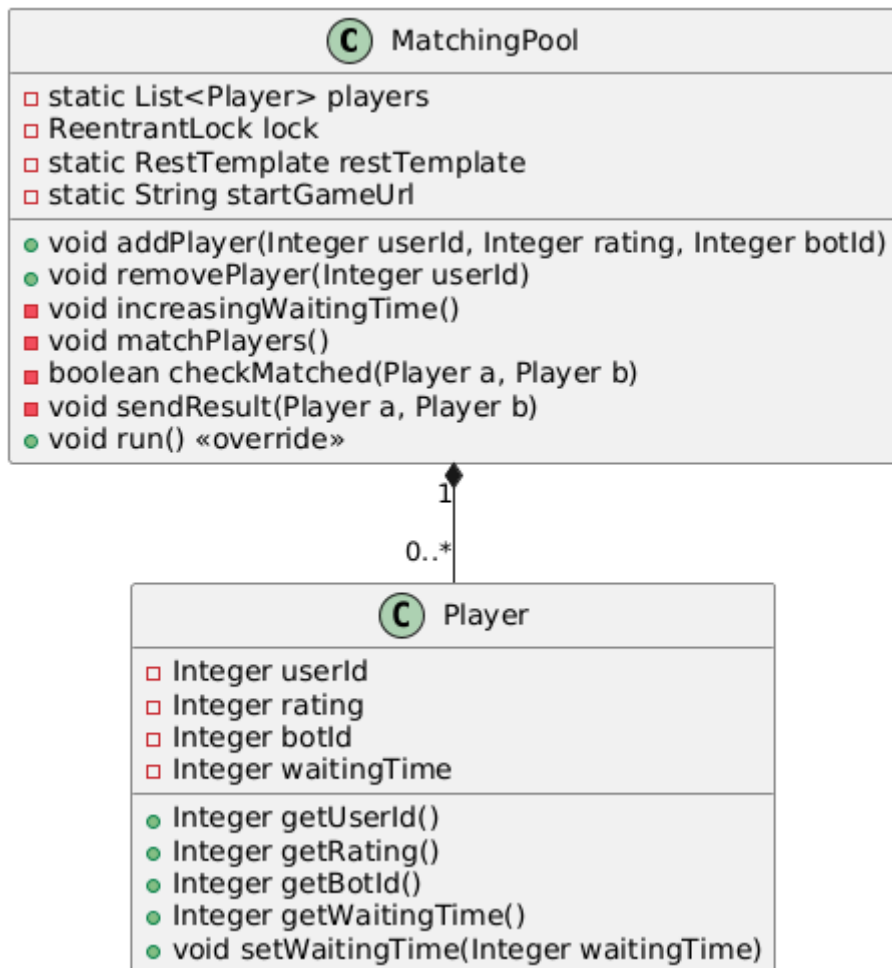 C MatchingPool
static List<Player> players
ReentrantLock lock
static RestTemplate restTemplate
static String startGameUrl
void addPlayer(Integer userId, Integer rating, Integer botId)
void removePlayer(Integer userId)
void increasingWaitingTime()
void matchPlayers()
boolean checkMatched(Player a, Player b)
void sendResult(Player a, Player b)
void run() «override»
1
0..*
C Player
Integer userId
Integer rating
Integer botId
Integer waitingTime
Integer getUserId()
Integer getRating()
Integer getBotId()
Integer getWaitingTime()
void setWaitingTime(Integer waitingTime)